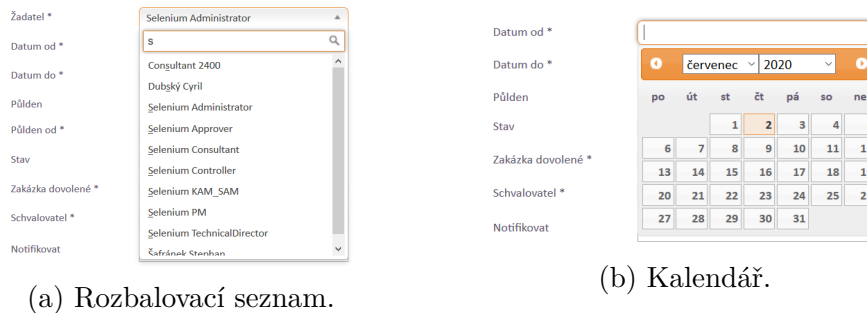 Žadatel *
Selenium Administrator
Datum od *
s
Datum do *
Consultant 2400
Dubský Cyril
Půlden
Selenium Administrator
Půlden od *
Selenium Approver
Selenium Consultant
Stav
Selenium Controller
Zakázka dovolené *
Selenium KAM_SAM
Selenium PM
Schvalovatel *
Selenium TechnicalDirector
Notifikovat
Šafránek Stephan
(a) Rozbalovací seznam.
Datum od *
Datum do *
červenec 2020
Půlden
po út st čt pá so ne
Stav
1 2 3 4
6 7 8 9 10 11
Zakázka dovolené *
13 14 15 16 17 18
Schvalovatel *
20 21 22 23 24 25
27 28 29 30 31
Notifikovat
(b) Kalendář.